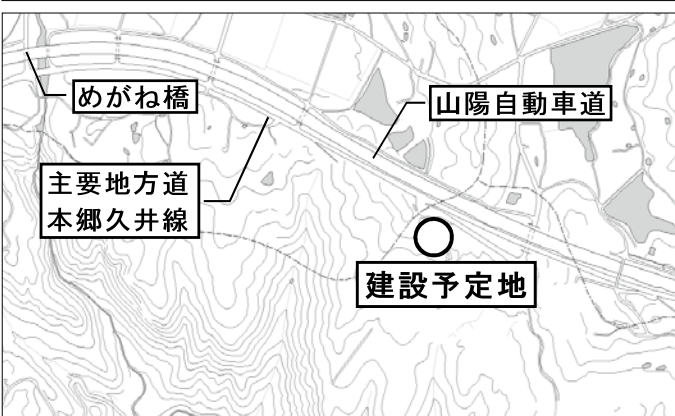 めがね橋
山陽自動車道
主要地方道
本郷久井線
建設予定地